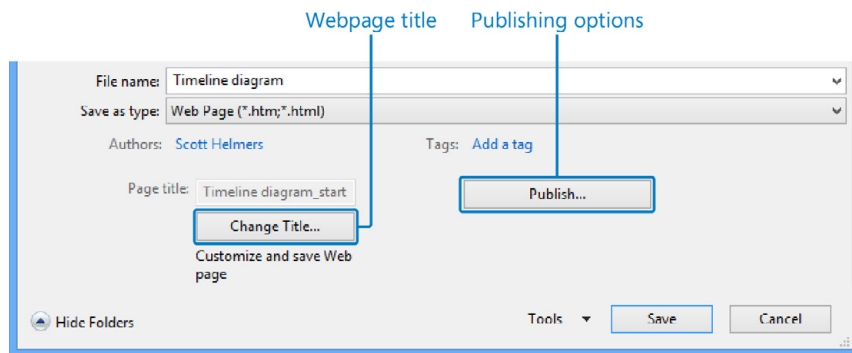 Webpage title Publishing options
File name: Timeline diagram
Save as type: Web Page (*.htm;*.html)
Authors: Scott Helmers Tags: Add a tag
Page title: Timeline diagram_start Publish...
Change Title...
Customize and save Web
page
Hide Folders Tools Save Cancel